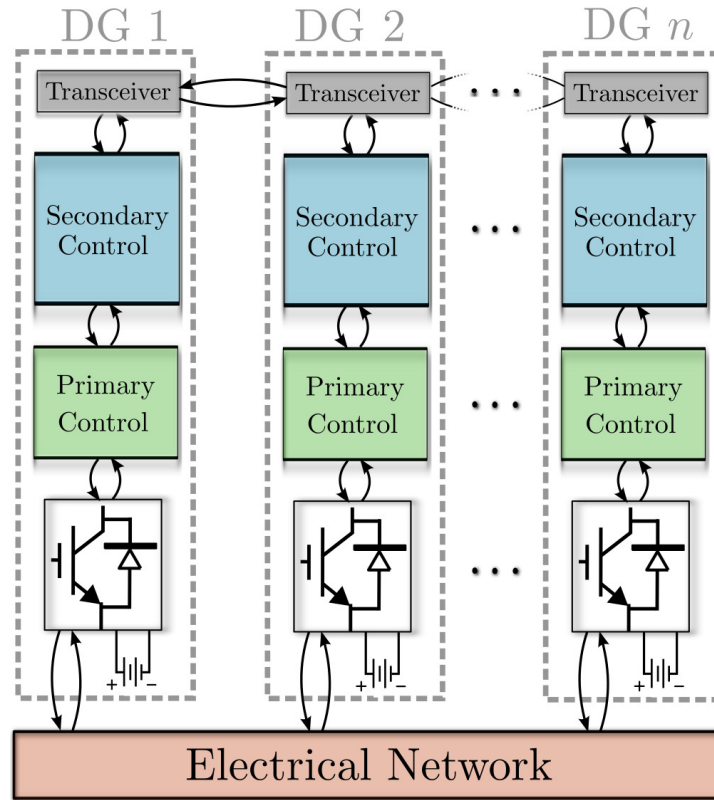 DG 1
DG 2
DG n
Transceiver
Transceiver
. . .
Transceiver
Secondary
Control
Secondary
Control
. . .
Secondary
Control
Primary
Control
Primary
Control
. . .
Primary
Control
. . .
+ −
+ −
+ −
Electrical Network